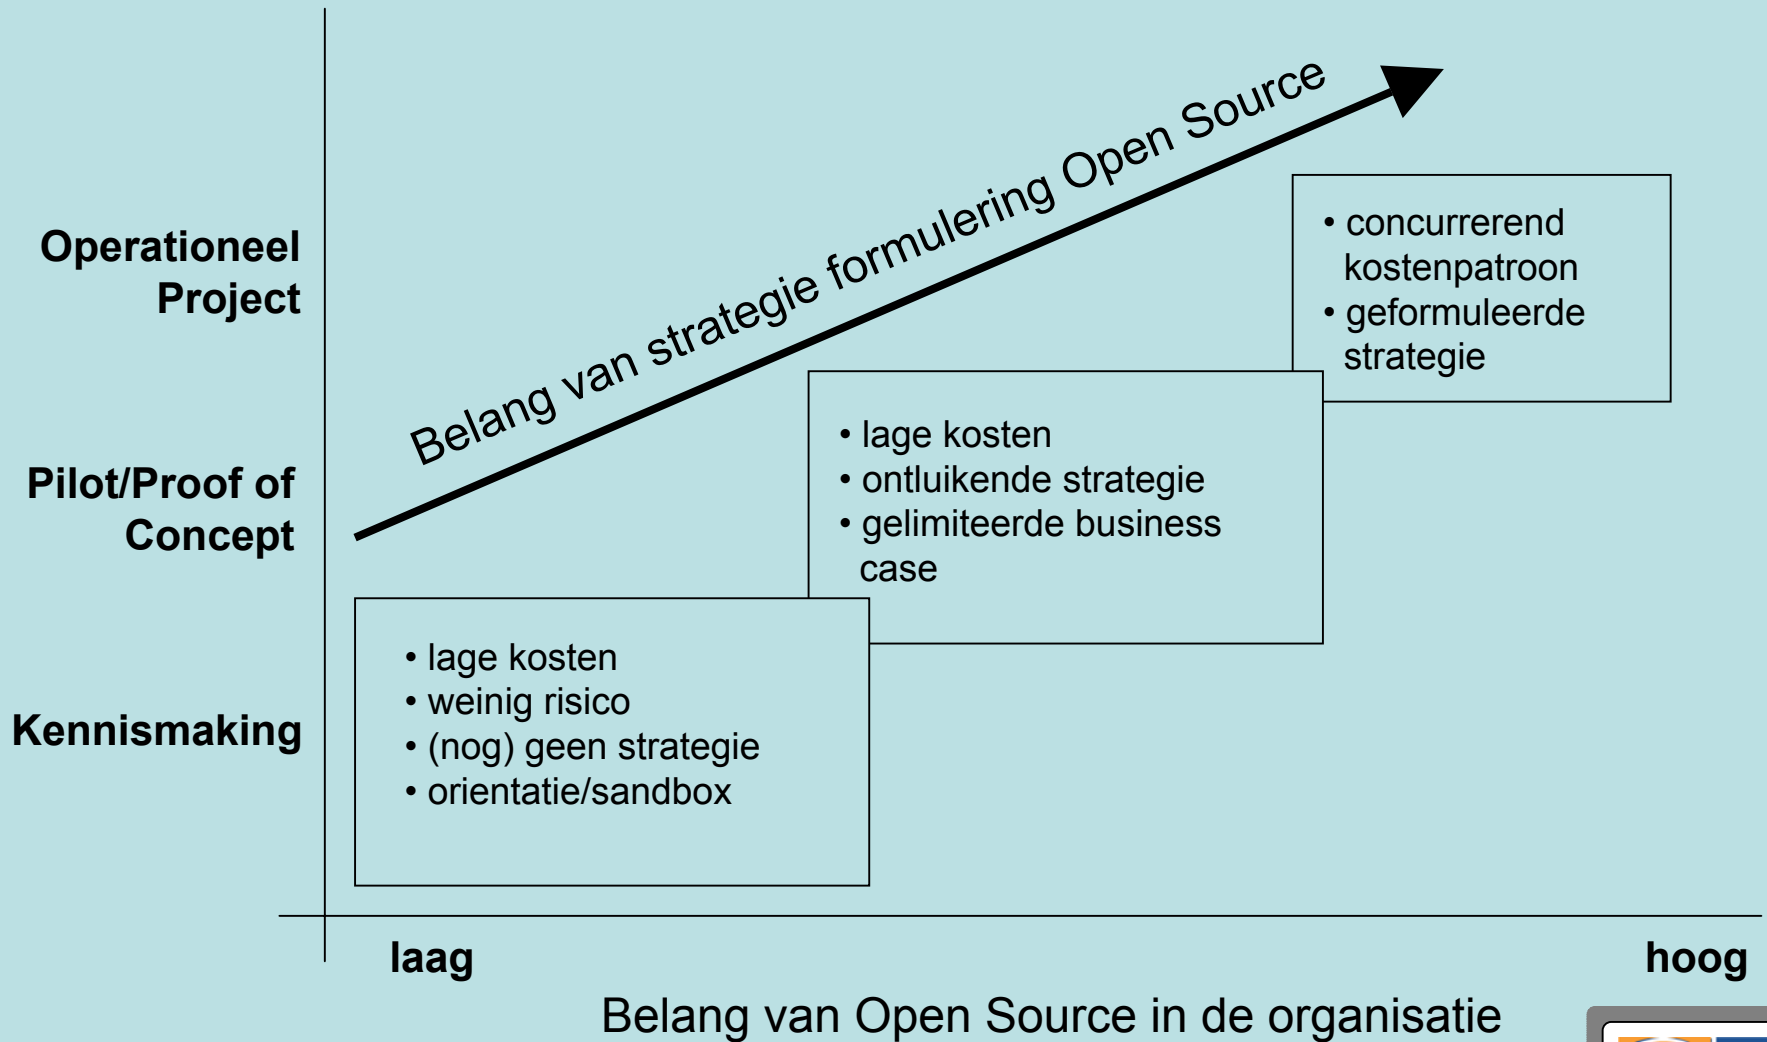 Belang van strategie formulering Open Source
Operationeel
Project
• concurrerend
kostenpatroon
• geformuleerde
strategie
Pilot/Proof of
Concept
• lage kosten
• ontluikende strategie
• gelimiteerde business
case
Kennismaking
• lage kosten
• weinig risico
• (nog) geen strategie
• orientatie/sandbox
laag
hoog
Belang van Open Source in de organisatie